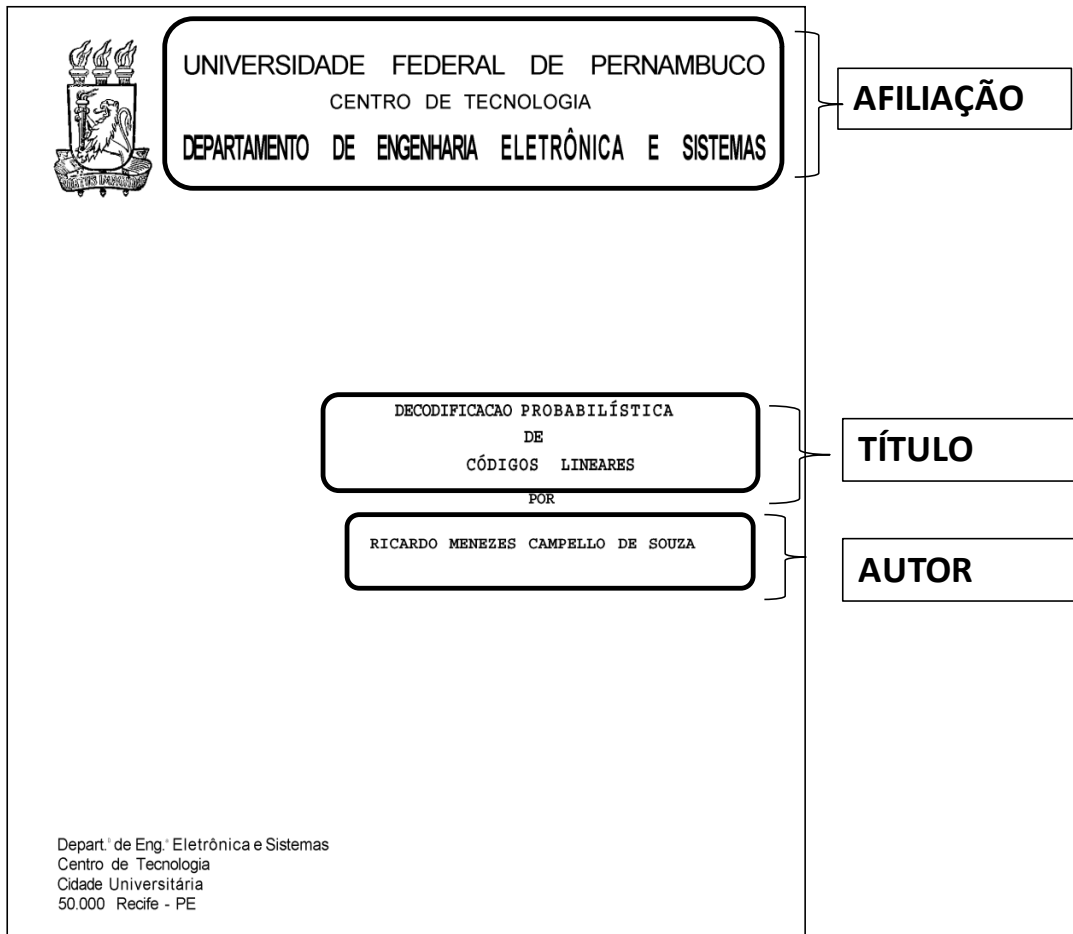 UNIVERSIDADE FEDERAL DE PERNAMBUCO
CENTRO DE TECNOLOGIA
DEPARTAMENTO DE ENGENHARIA ELETRÔNICA E SISTEMAS
AFILIAÇÃO
DECODIFICACAO PROBABILÍSTICA
DE
CÓDIGOS LINEARES
TÍTULO
POR
RICARDO MENEZES CAMPELLO DE SOUZA
AUTOR
Depart.º de Eng.ª Eletrônica e Sistemas
Centro de Tecnologia
Cidade Universitária
50.000 Recife - PE